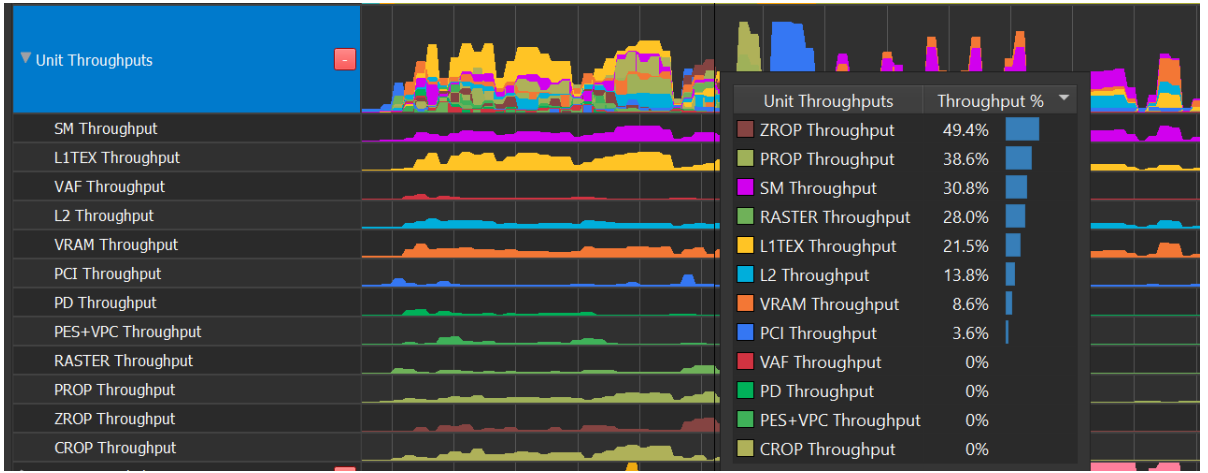 Unit Throughputs
-
SM Throughput
L1TEX Throughput
VAF Throughput
L2 Throughput
VRAM Throughput
PCI Throughput
PD Throughput
PES+VPC Throughput
RASTER Throughput
PROP Throughput
ZROP Throughput
CROP Throughput
Unit Throughputs Throughput %
ZROP Throughput 49.4%
PROP Throughput 38.6%
SM Throughput 30.8%
RASTER Throughput 28.0%
L1TEX Throughput 21.5%
L2 Throughput 13.8%
VRAM Throughput 8.6%
PCI Throughput 3.6%
VAF Throughput 0%
PD Throughput 0%
PES+VPC Throughput 0%
CROP Throughput 0%